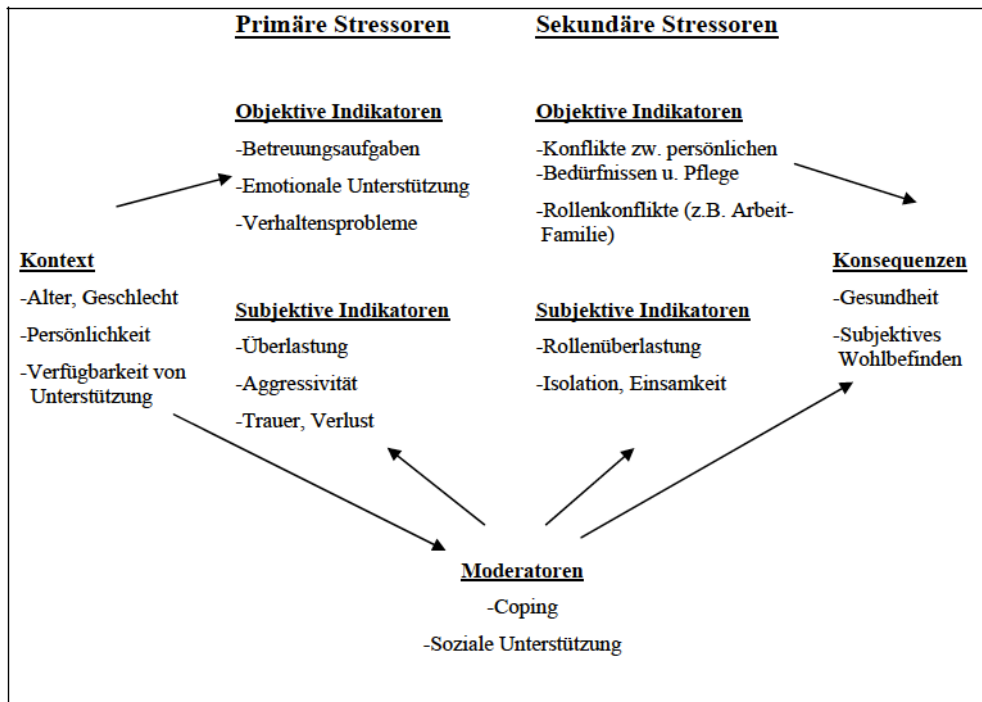 Primäre Stressoren
Sekundäre Stressoren
Objektive Indikatoren
-Betreuungsaufgaben
-Emotionale Unterstützung
-Verhaltensprobleme
Objektive Indikatoren
-Konflikte zw. persönlichen
-Bedürfnissen u. Pflege
-Rollenkonflikte (z.B. Arbeit-
Familie)
Kontext
-Alter, Geschlecht
-Persönlichkeit
-Verfügbarkeit von
Unterstützung
Subjektive Indikatoren
-Überlastung
-Aggressivität
-Trauer, Verlust
Subjektive Indikatoren
-Rollenüberlastung
-Isolation, Einsamkeit
Konsequenzen
-Gesundheit
-Subjektives
Wohlbefinden
Moderatoren
-Coping
-Soziale Unterstützung